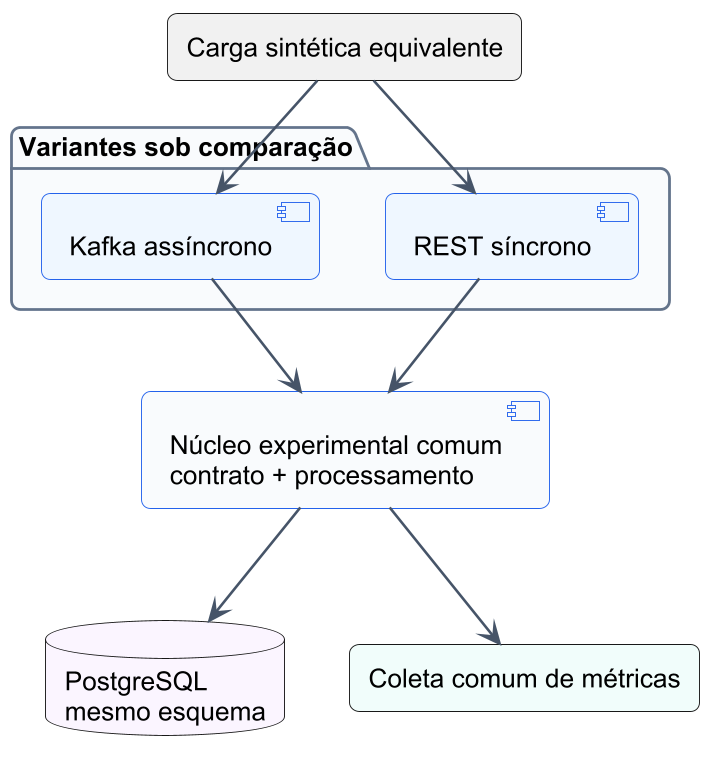 Carga sintética equivalente
Variantes sob comparação
Kafka assíncrono
REST síncrono
Núcleo experimental comum
contrato + processamento
PostgreSQL
mesmo esquema
Coleta comum de métricas